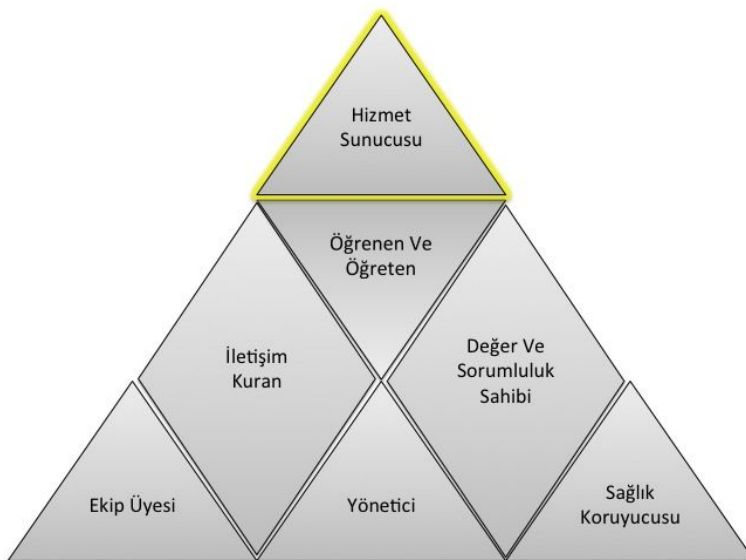 Hizmet
Sunucusu
Öğrenen Ve
Öğreten
İletişim
Kuran
Değer Ve
Sorumluluk
Sahibi
Ekip Üyesi
Yönetici
Sağlık
Koruyucusu